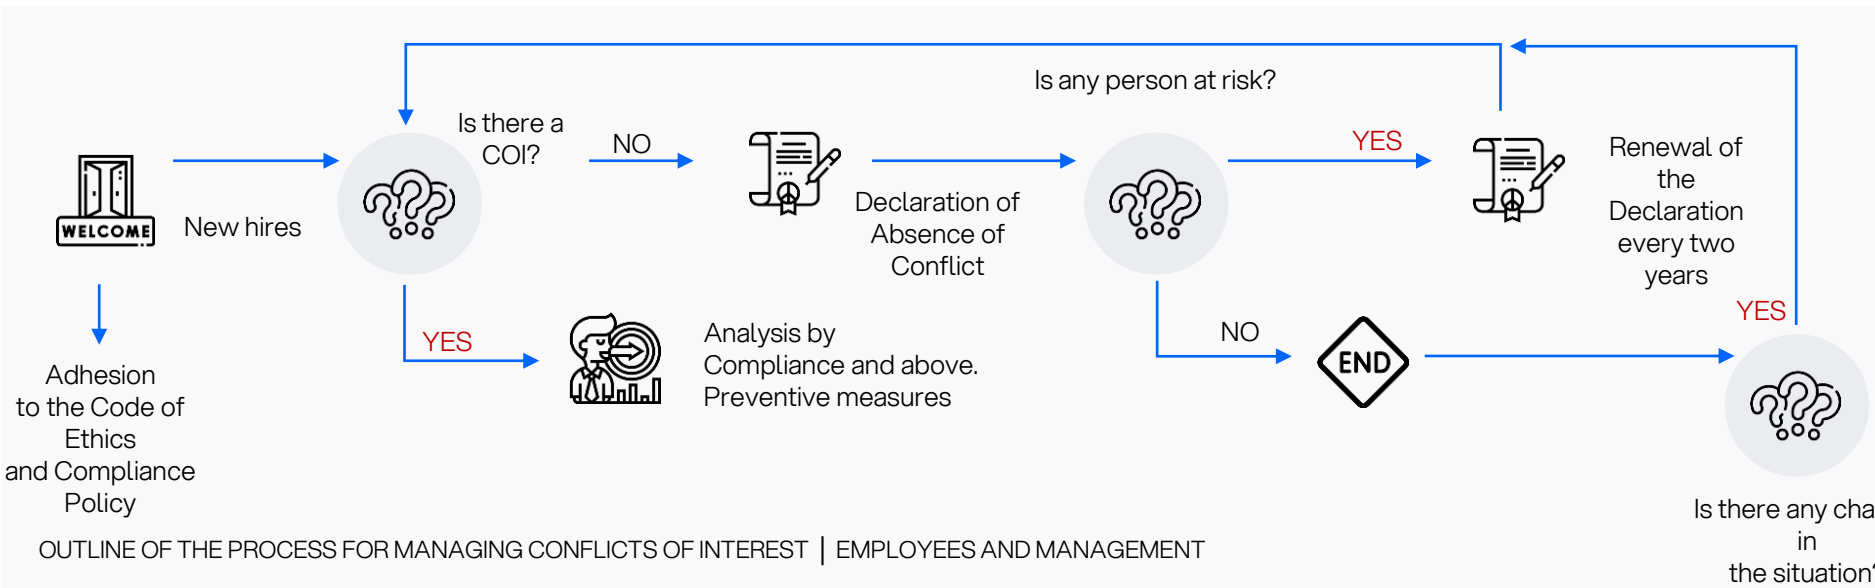 WELCOME
New hires
Adhesion
to the Code of
Ethics
and Compliance
Policy
Is there a
COI?
NO
YES
Analysis by
Compliance and above.
Preventive measures
Declaration of
Absence of
Conflict
Is any person at risk?
YES
Renewal of
the
Declaration
every two
years
NO
END
YES
Is there any
in
the situation
OUTLINE OF THE PROCESS FOR MANAGING CONFLICTS OF INTEREST | EMPLOYEES AND MANAGEMENT